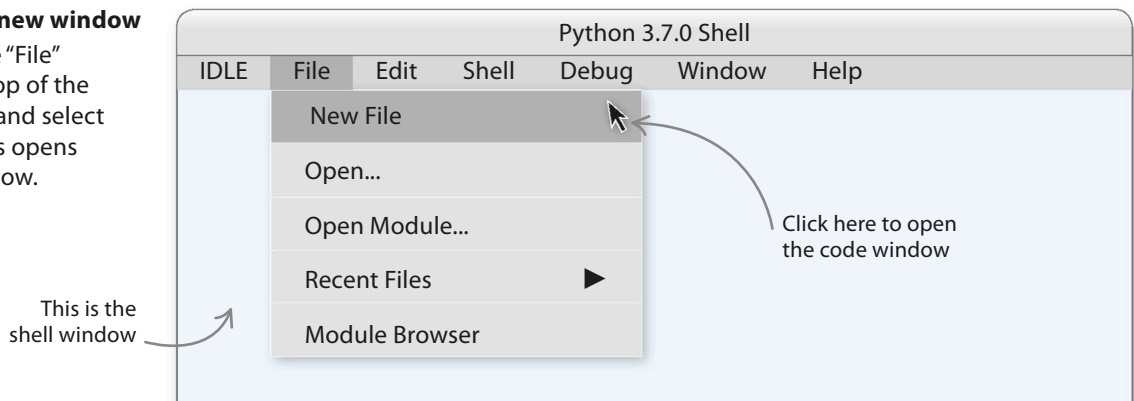 new window
"File"
op of the
and select
s opens
ow.
Python 3.7.0 Shell
IDLE File Edit Shell Debug Window Help
New File
Open...
Open Module...
Recent Files
Module Browser
Click here to open
the code window
This is the
shell window